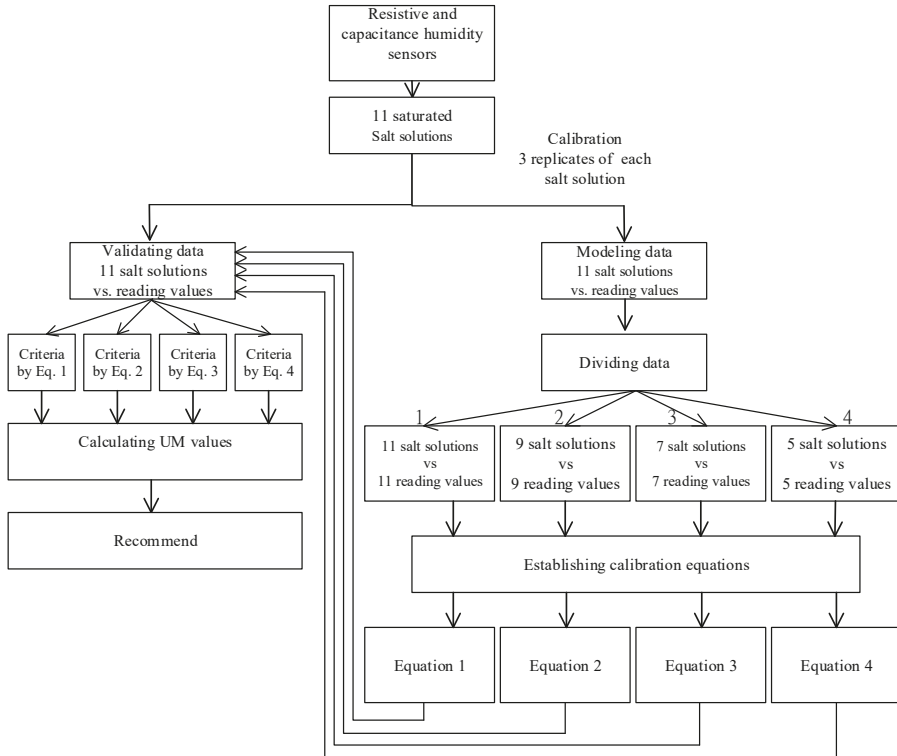 Resistive and
capacitance humidity
sensors
11 saturated
Salt solutions
Calibration
3 replicates of each
salt solution
Validating data
11 salt solutions
vs. reading values
Modeling data
11 salt solutions
vs. reading values
Criteria
by Eq. 1
Criteria
by Eq. 2
Criteria
by Eq. 3
Criteria
by Eq. 4
Dividing data
1
2
3
4
11 salt solutions
vs
11 reading values
9 salt solutions
vs
9 reading values
7 salt solutions
vs
7 reading values
5 salt solutions
vs
5 reading values
Calculating UM values
Recommend
Establishing calibration equations
Equation 1
Equation 2
Equation 3
Equation 4